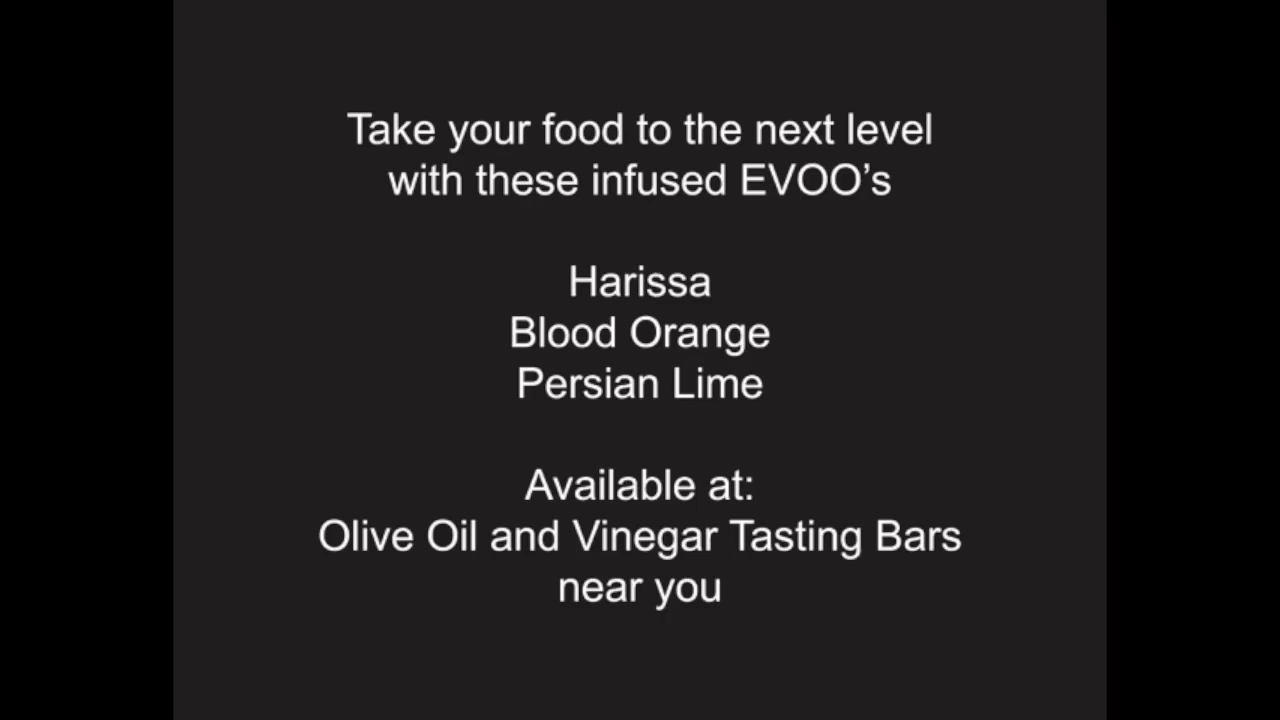 Take your food to the next level
with these infused EVOO’s
Harissa
Blood Orange
Persian Lime
Available at:
Olive Oil and Vinegar Tasting Bars
near you